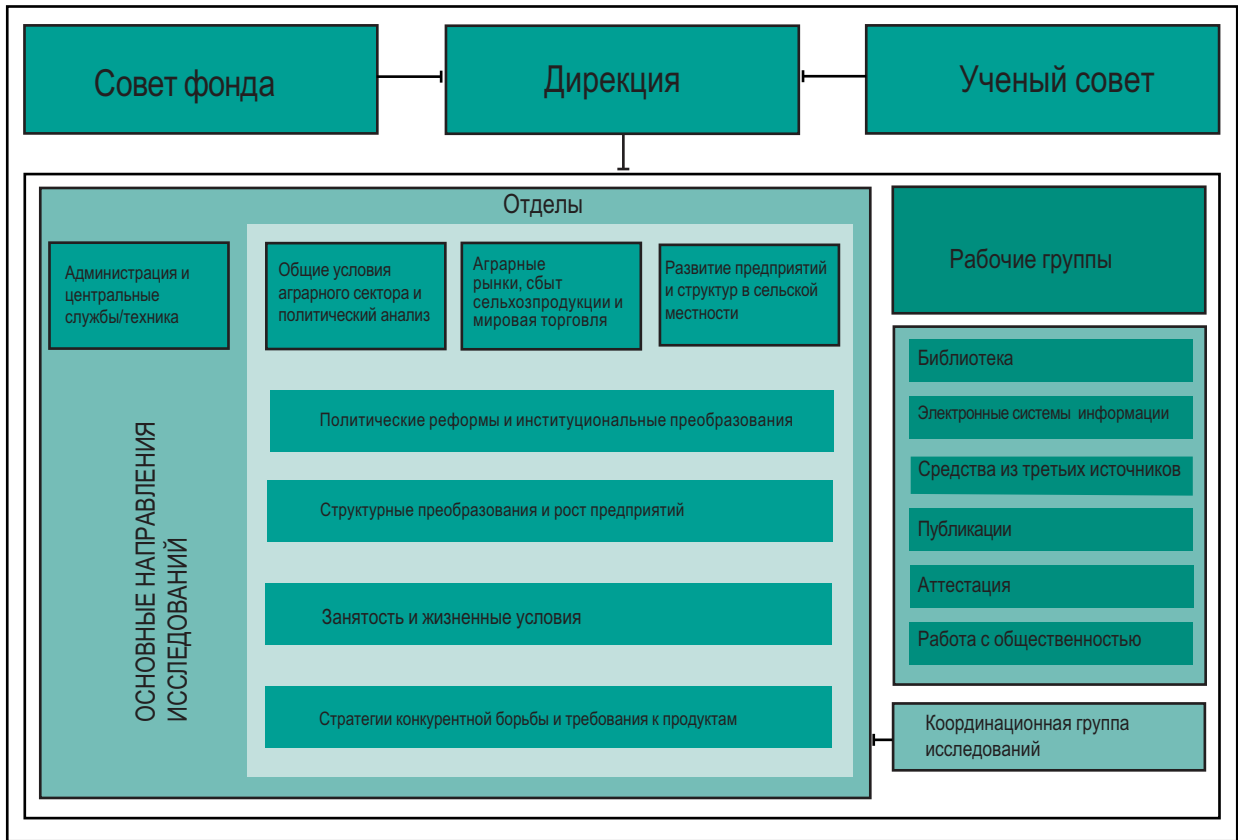 Совет фонда
Дирекция
Ученый совет
Отделы
Администрация и
центральные
службы/техника
Общие условия
аграрного сектора и
политический анализ
Аграрные
рынки, сбыт
сельхозпродукции и
мировая торговля
Развитие предприятий
и структур в сельской
местности
ОСНОВНЫЕ НАПРАВЛЕНИЯ
ИССЛЕДОВАНИЙ
Политические реформы и институциональные преобразования
Структурные преобразования и рост предприятий
Занятость и жизненные условия
Стратегии конкурентной борьбы и требования к продуктам
Рабочие группы
Библиотека
Электронные системы информации
Средства из третьих источников
Публикации
Аттестация
Работа с общественностью
Координационная группа
исследований